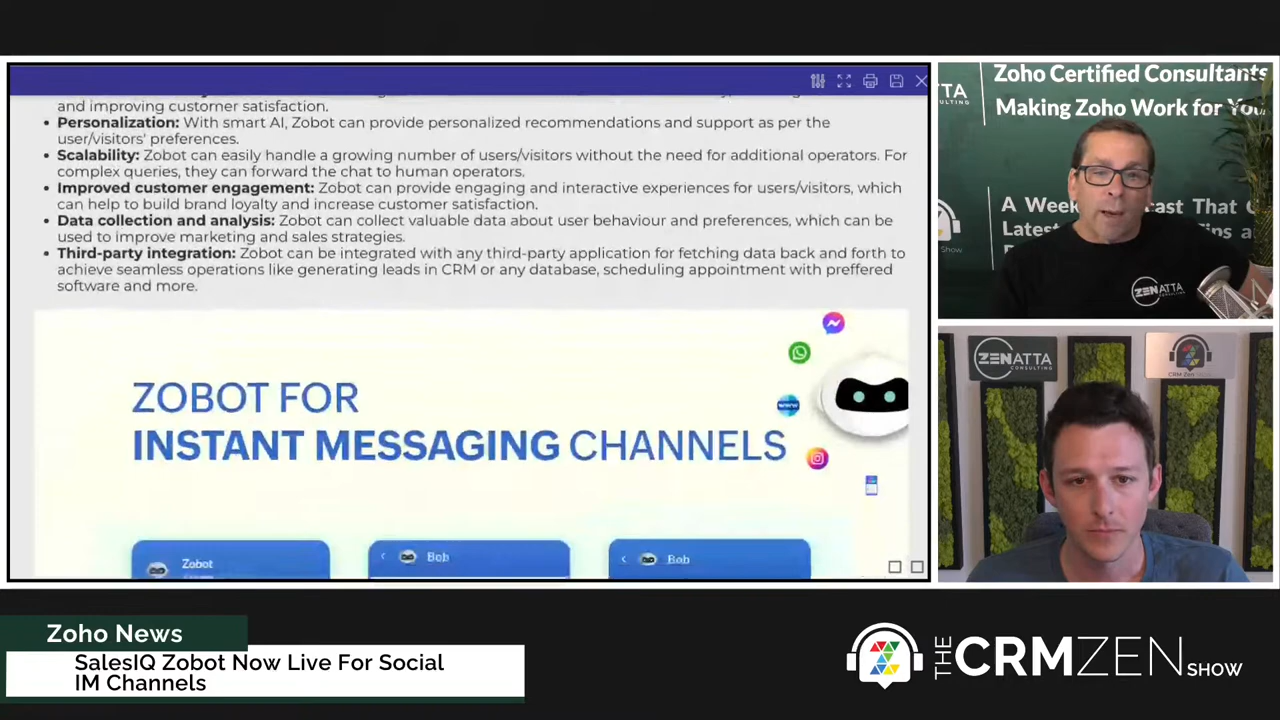 and improving customer satisfaction.
• Personalization: With smart AI, Zobot can provide personalized recommendations and support as per the
user/visitors' preferences.
• Scalability: Zobot can easily handle a growing number of users/visitors without the need for additional operators. For
complex queries, they can forward the chat to human operators.
• Improved customer engagement: Zobot can provide engaging and interactive experiences for users/visitors, which
can help to build brand loyalty and increase customer satisfaction.
• Data collection and analysis: Zobot can collect valuable data about user behaviour and preferences, which can be
used to improve marketing and sales strategies.
• Third-party integration: Zobot can be integrated with any third-party application for fetching data back and forth to
achieve seamless operations like generating leads in CRM or any database, scheduling appointment with preffered
software and more.
ZOBOT FOR
INSTANT MESSAGING CHANNELS
Zobot
Bob
Bob
Zoho Certified Consultants
Making Zoho Work for You
TTA
A Week
Latest
Show
ZENATTA
CONSULTING
ZENATTA
CONSULTING
CRM Zen
Zoho News
SalesIQ Zobot Now Live For Social
IM Channels
THE CRMZEN SHOW